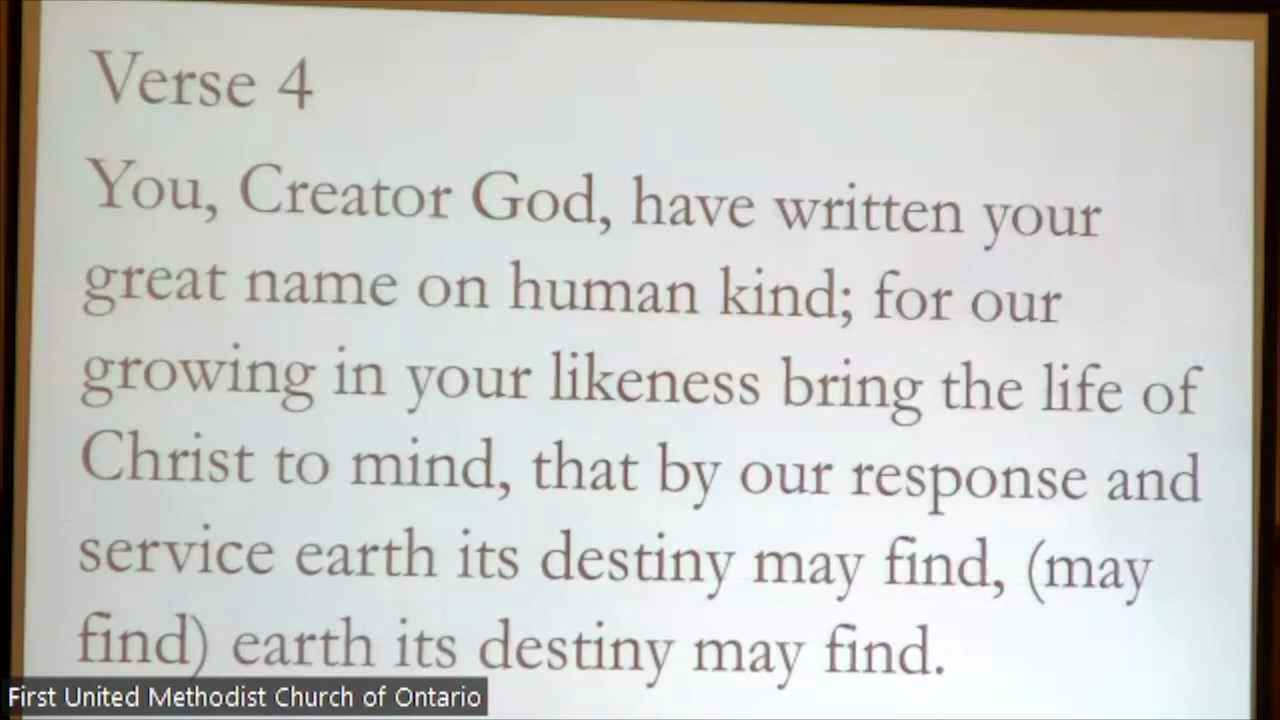 Verse 4
You, Creator God, have written your
great name on human kind; for our
growing in your likeness bring the life of
Christ to mind, that by our response and
service earth its destiny may find, (may
find) earth its destiny may find.
First United Methodist Church of Ontario